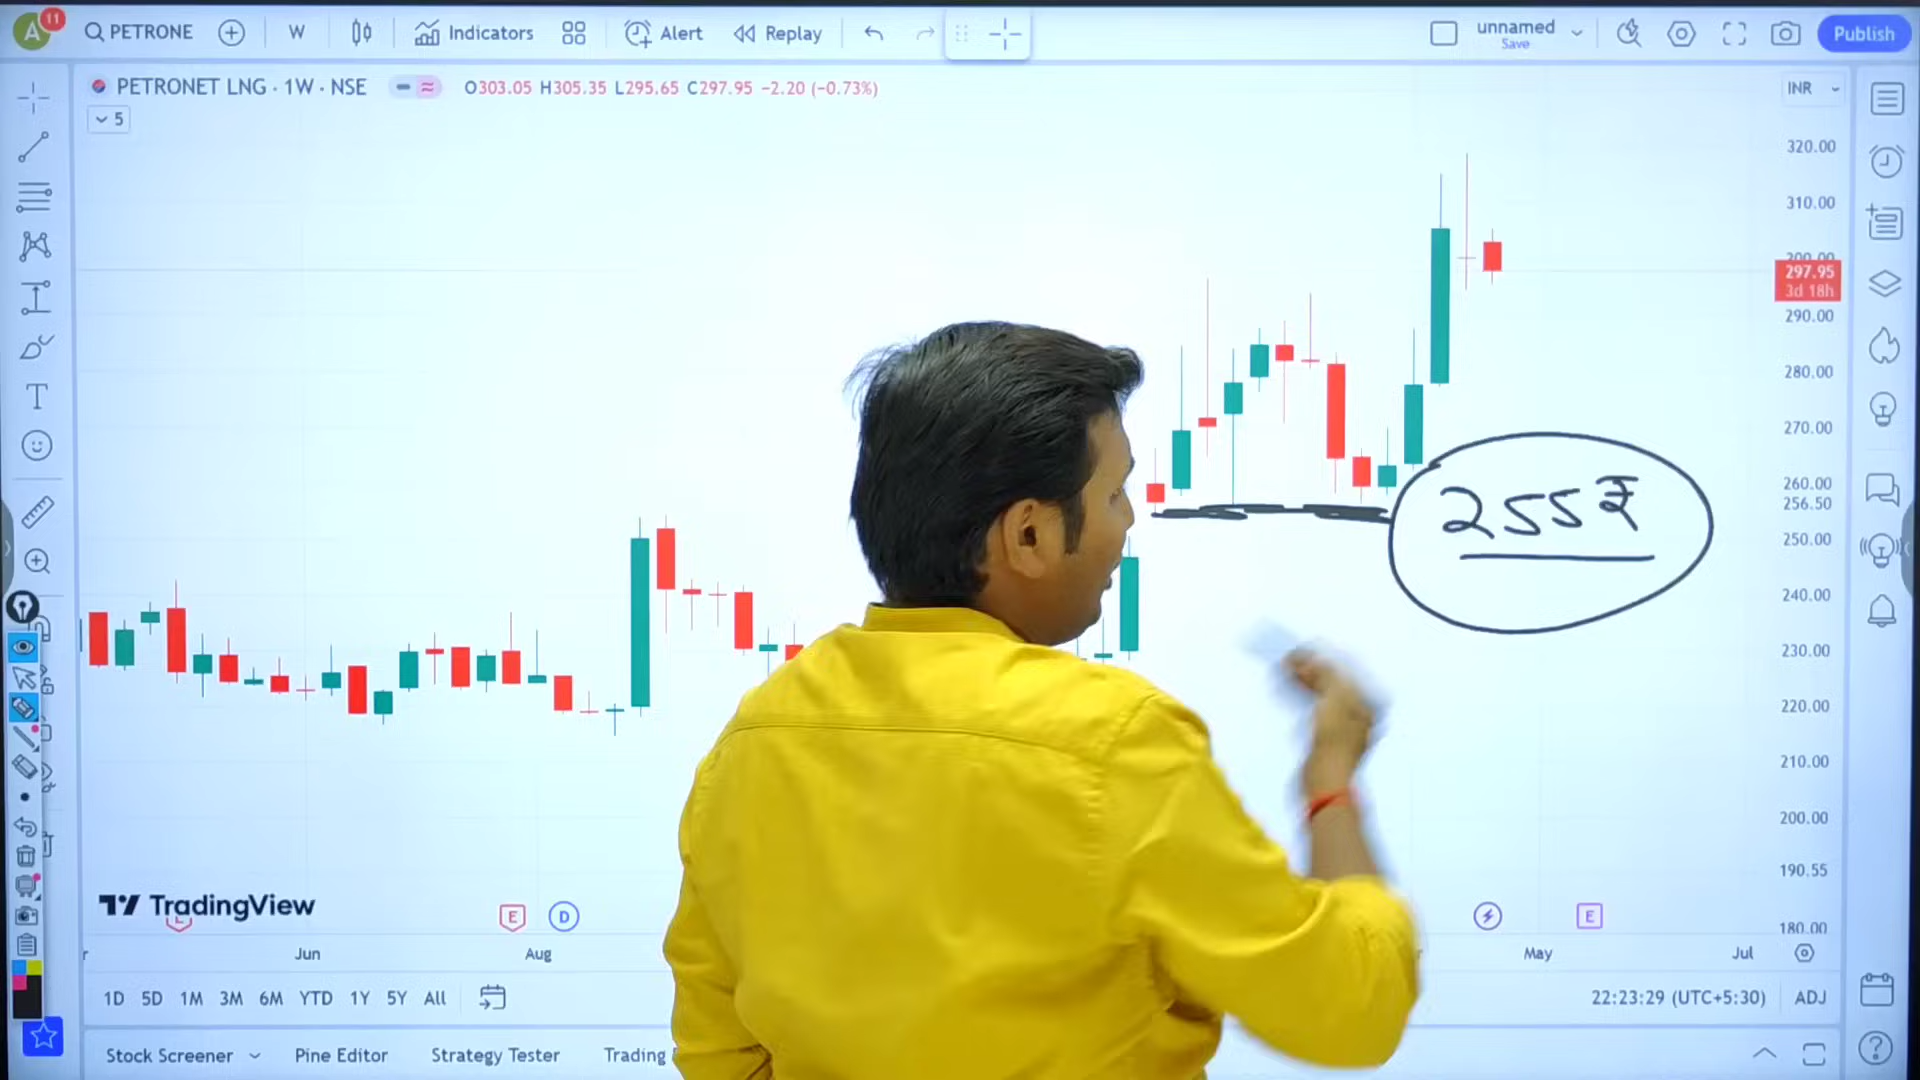 A 11 PETRONE W Indicators Alert Replay unnamed Save Publish
PETRONET LNG · 1W · NSE O303.05 H305.35 L295.65 C297.95 −2.20 (−0.73%) INR
5
320.00
310.00
300.00
297.95
3d 18h
290.00
280.00
270.00
260.00
256.50
255₹
250.00
240.00
230.00
220.00
210.00
200.00
190.55
180.00
TradingView
E D E
Jun Aug May Jul
1D 5D 1M 3M 6M YTD 1Y 5Y All 22:23:29 (UTC+5:30) ADJ
Stock Screener Pine Editor Strategy Tester Trading